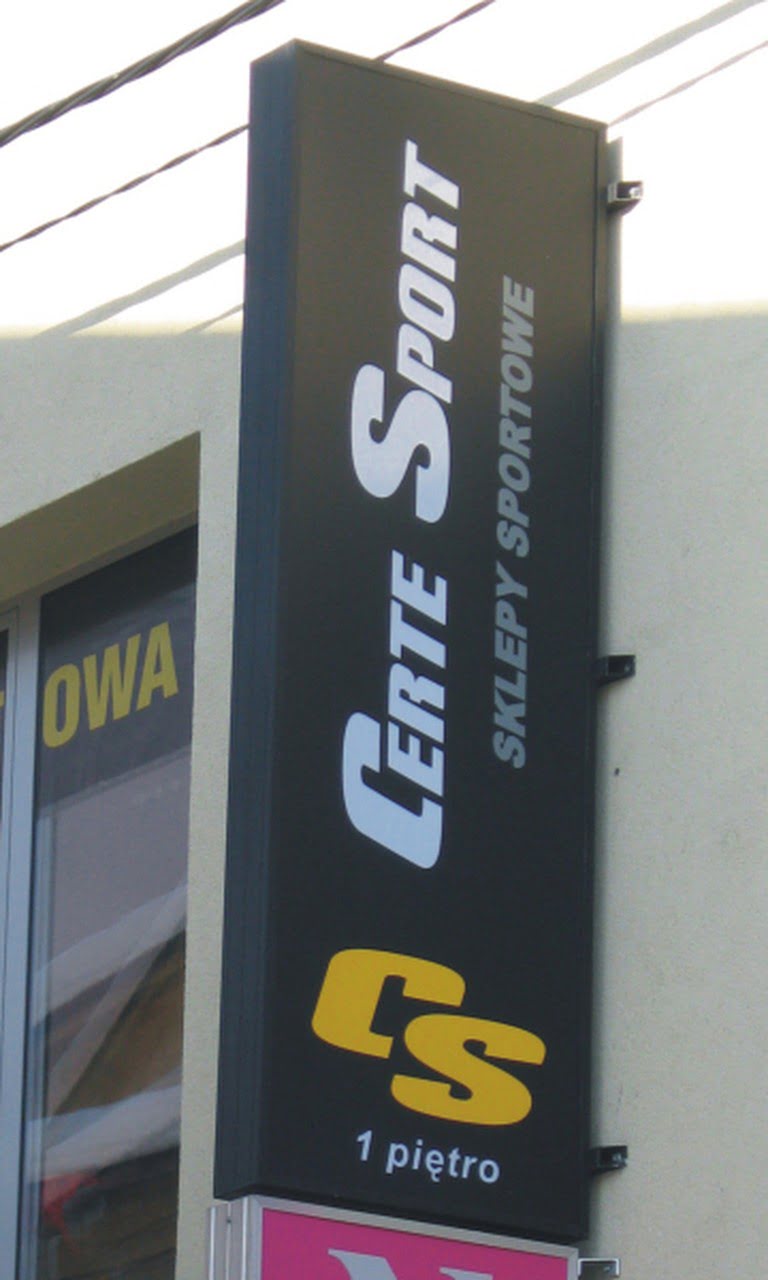 CERTE SPORT
SKLEPY SPORTOWE
CS
1 piętro
OWA